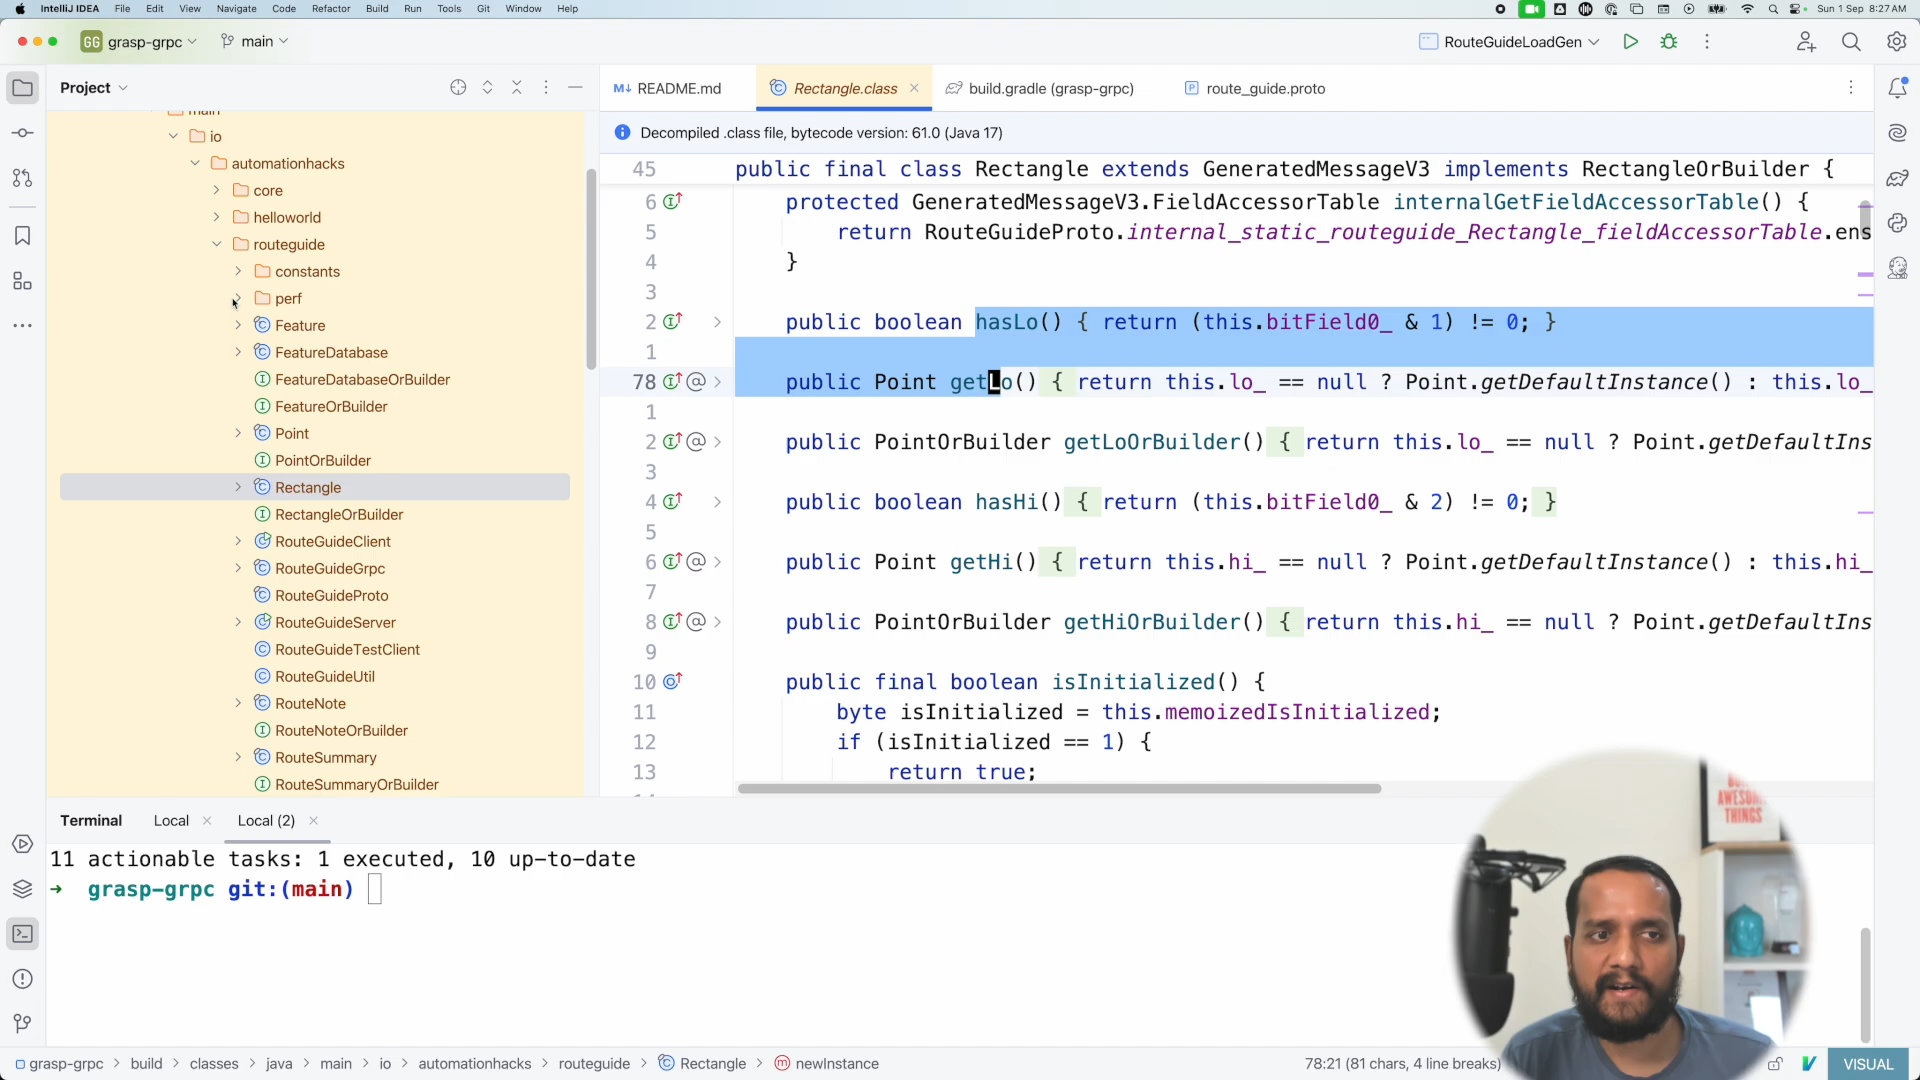 IntelliJ IDEA File Edit View Navigate Code Refactor Build Run Tools Git Window Help Sun 1 Sep 8:27 AM
GG grasp-grpc main RouteGuideLoadGen
Project
README.md Rectangle.class build.gradle (grasp-grpc) route_guide.proto
Decompiled .class file, bytecode version: 61.0 (Java 17)
main
io
automationhacks
core
helloworld
routeguide
constants
perf
Feature
FeatureDatabase
FeatureDatabaseOrBuilder
FeatureOrBuilder
Point
PointOrBuilder
Rectangle
RectangleOrBuilder
RouteGuideClient
RouteGuideGrpc
RouteGuideProto
RouteGuideServer
RouteGuideTestClient
RouteGuideUtil
RouteNote
RouteNoteOrBuilder
RouteSummary
RouteSummaryOrBuilder
45 public final class Rectangle extends GeneratedMessageV3 implements RectangleOrBuilder {
6 protected GeneratedMessageV3.FieldAccessorTable internalGetFieldAccessorTable() {
5 return RouteGuideProto.internal_static_routeguide_Rectangle_fieldAccessorTable.ens
4 }
3
2 public boolean hasLo() { return (this.bitField0_ & 1) != 0; }
1
78 public Point getLo() { return this.lo_ == null ? Point.getDefaultInstance() : this.lo_
1
2 public PointOrBuilder getLoOrBuilder() { return this.lo_ == null ? Point.getDefaultIns
3
4 public boolean hasHi() { return (this.bitField0_ & 2) != 0; }
5
6 public Point getHi() { return this.hi_ == null ? Point.getDefaultInstance() : this.hi_
7
8 public PointOrBuilder getHiOrBuilder() { return this.hi_ == null ? Point.getDefaultIns
9
10 public final boolean isInitialized() {
11 byte isInitialized = this.memoizedIsInitialized;
12 if (isInitialized == 1) {
13 return true;
Terminal Local Local (2)
11 actionable tasks: 1 executed, 10 up-to-date
→ grasp-grpc git:(main)
AWESOME
THINGS
grasp-grpc > build > classes > java > main > io > automationhacks > routeguide > Rectangle > newInstance 78:21 (81 chars, 4 line breaks) VISUAL